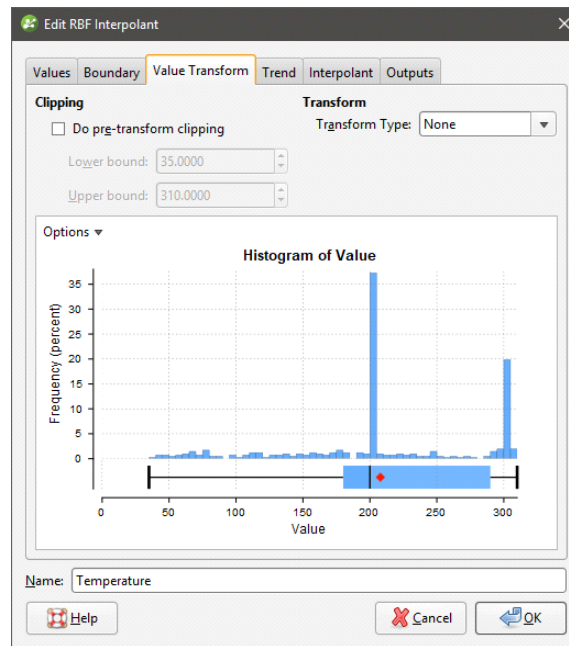 Edit RBF Interpolant
Values Boundary Value Transform Trend Interpolant Outputs
Clipping Transform
Do pre-transform clipping Transform Type: None
Lower bound: 35.0000
Upper bound: 310.0000
Options
Histogram of Value
Frequency (percent)
35
30
25
20
15
10
5
0
0 50 100 150 200 250 300
Value
Name: Temperature
Help Cancel OK